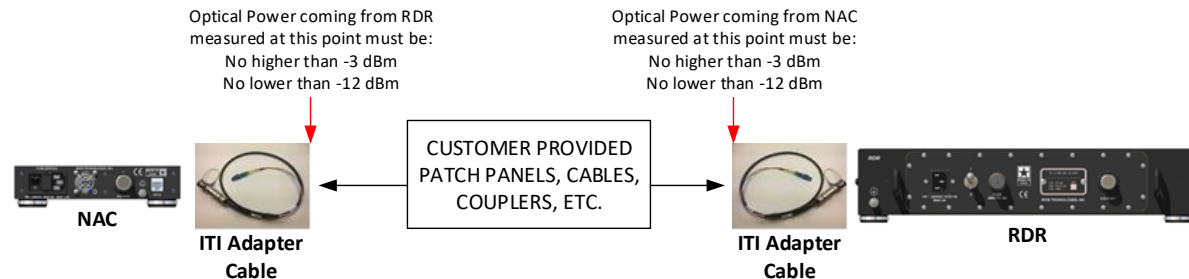 Optical Power coming from RDR
measured at this point must be:
No higher than -3 dBm
No lower than -12 dBm
Optical Power coming from NAC
measured at this point must be:
No higher than -3 dBm
No lower than -12 dBm
CUSTOMER PROVIDED
PATCH PANELS, CABLES,
COUPLERS, ETC.
NAC
ITI Adapter
Cable
ITI Adapter
Cable
RDR
RDR